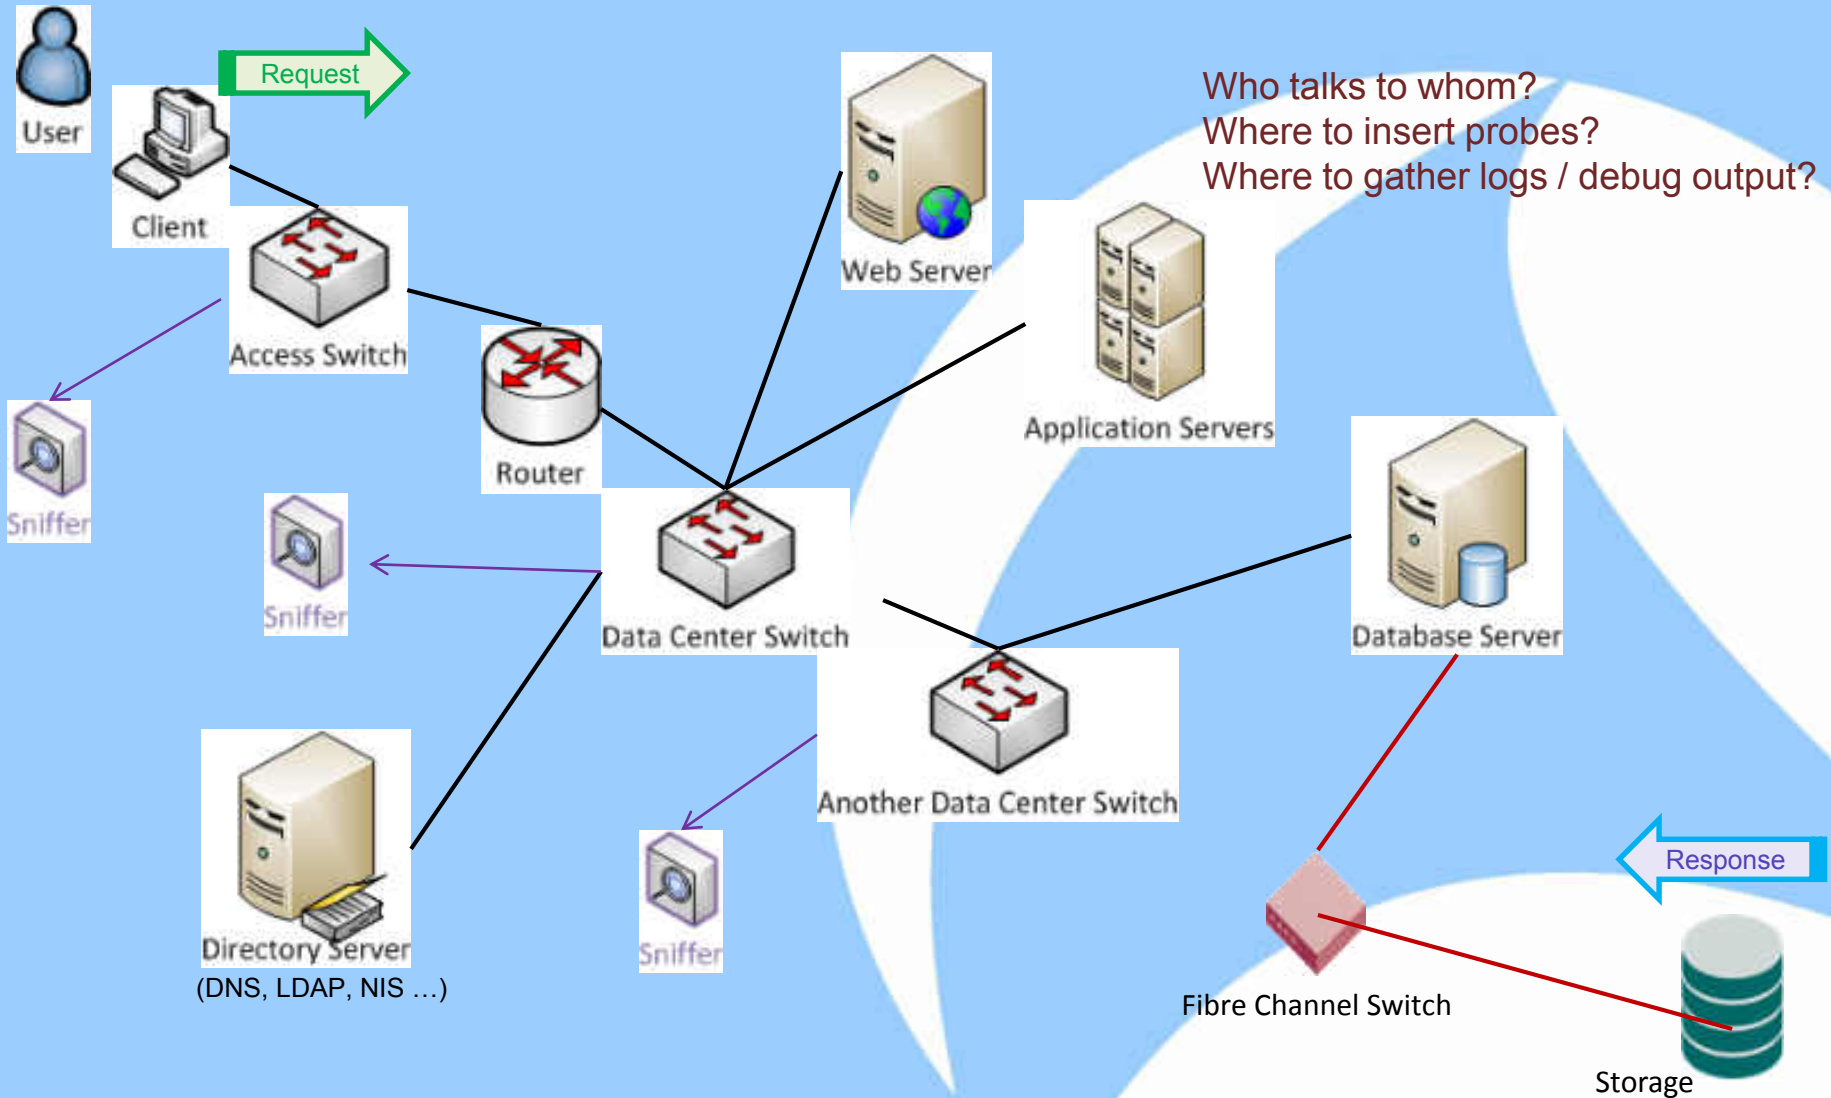 User
Request
Client
Who talks to whom?
Where to insert probes?
Where to gather logs / debug output?
Web Server
Access Switch
Application Servers
Router
Sniffer
Sniffer
Data Center Switch
Database Server
Another Data Center Switch
Response
Directory Server
(DNS, LDAP, NIS …)
Sniffer
Fibre Channel Switch
Storage